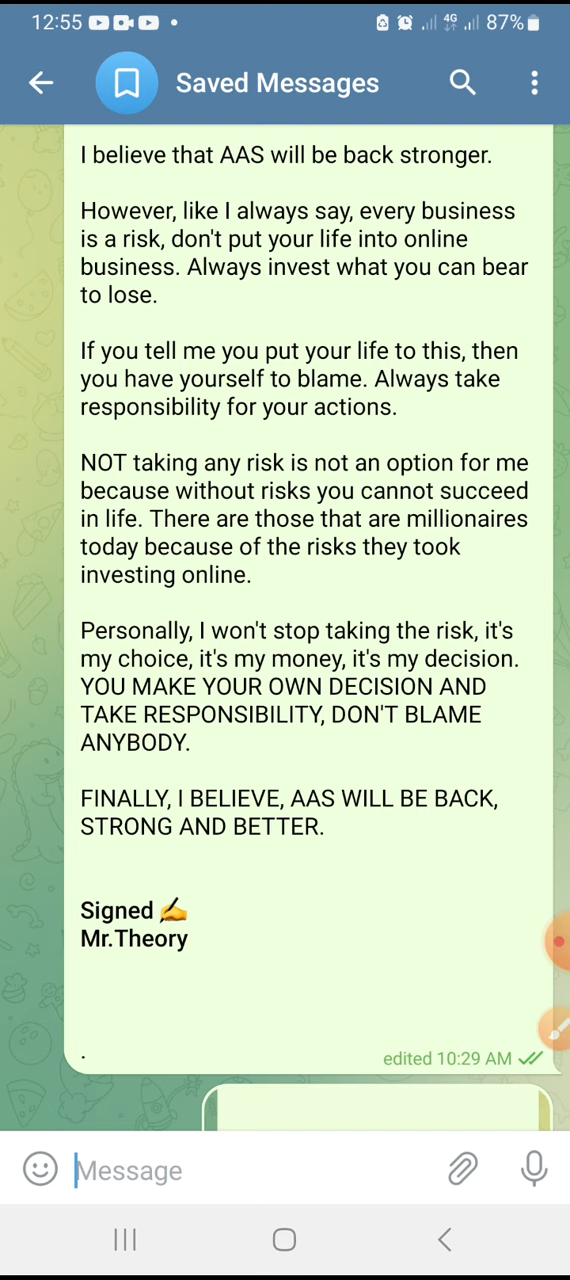 12:55
4G
87%
Saved Messages
I believe that AAS will be back stronger.
However, like I always say, every business
is a risk, don't put your life into online
business. Always invest what you can bear
to lose.
If you tell me you put your life to this, then
you have yourself to blame. Always take
responsibility for your actions.
NOT taking any risk is not an option for me
because without risks you cannot succeed
in life. There are those that are millionaires
today because of the risks they took
investing online.
Personally, I won't stop taking the risk, it's
my choice, it's my money, it's my decision.
YOU MAKE YOUR OWN DECISION AND
TAKE RESPONSIBILITY, DON'T BLAME
ANYBODY.
FINALLY, I BELIEVE, AAS WILL BE BACK,
STRONG AND BETTER.
Signed ✍️
Mr.Theory
.
edited 10:29 AM
Message